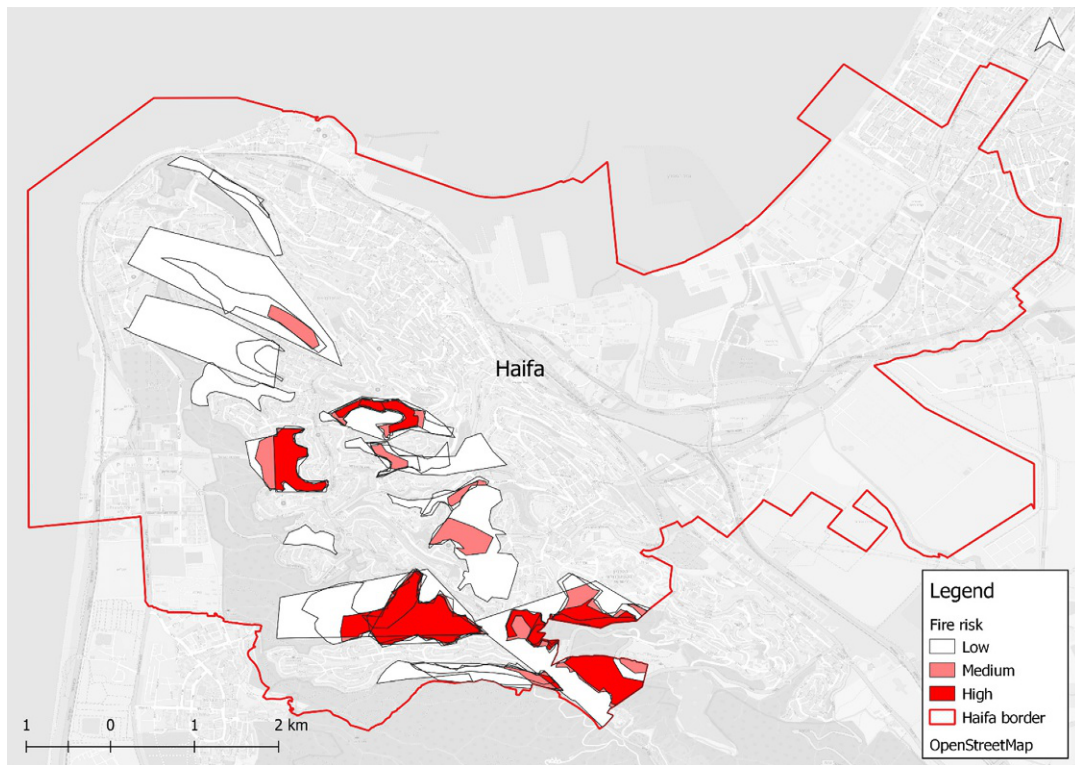 Haifa
Legend
Fire risk
Low
Medium
High
Haifa border
OpenStreetMap
1 0 1 2 km